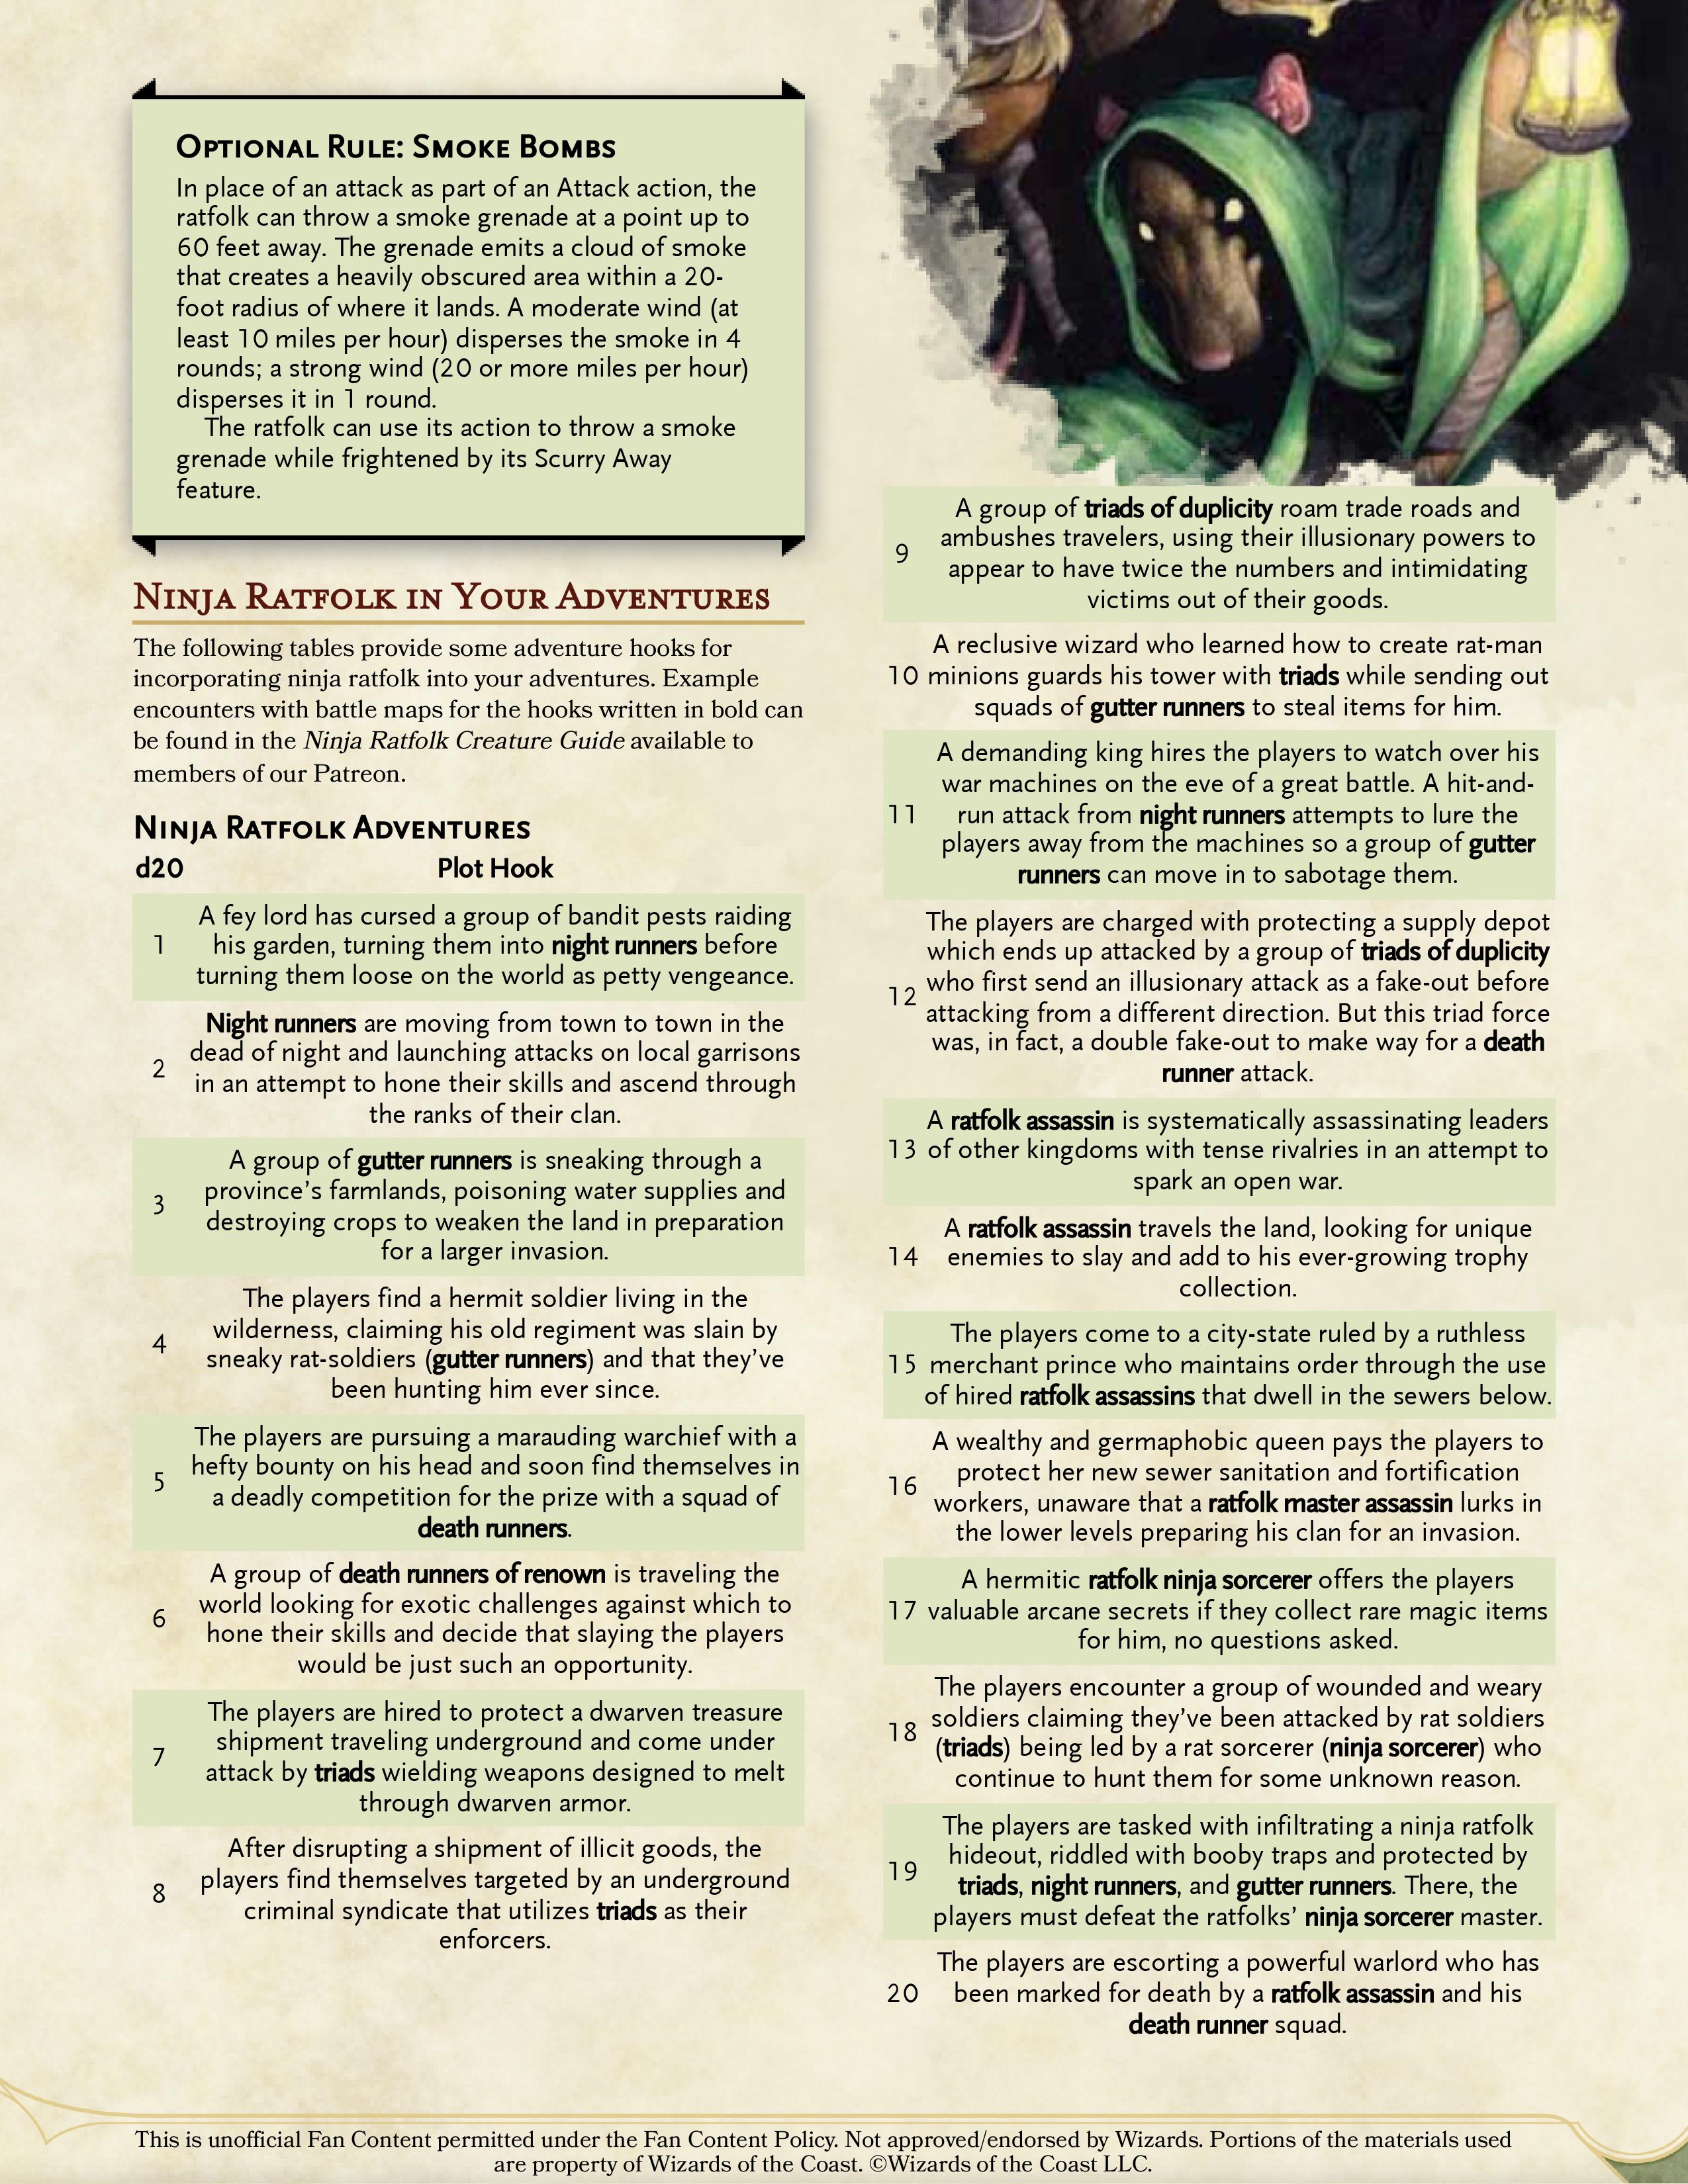 OPTIONAL RULE: SMOKE BOMBS
In place of an attack as part of an Attack action, the
ratfolk can throw a smoke grenade at a point up to
60 feet away. The grenade emits a cloud of smoke
that creates a heavily obscured area within a 20-
foot radius of where it lands. A moderate wind (at
least 10 miles per hour) disperses the smoke in 4
rounds; a strong wind (20 or more miles per hour)
disperses it in 1 round.
The ratfolk can use its action to throw a smoke
grenade while frightened by its Scurry Away
feature.
NINJA RATFOLK IN YOUR ADVENTURES
The following tables provide some adventure hooks for
incorporating ninja ratfolk into your adventures. Example
encounters with battle maps for the hooks written in bold can
be found in the Ninja Ratfolk Creature Guide available to
members of our Patreon.
NINJA RATFOLK ADVENTURES
d20 Plot Hook
A fey lord has cursed a group of bandit pests raiding
1 his garden, turning them into night runners before
turning them loose on the world as petty vengeance.
Night runners are moving from town to town in the
dead of night and launching attacks on local garrisons
2
in an attempt to hone their skills and ascend through
the ranks of their clan.
A group of gutter runners is sneaking through a
province's farmlands, poisoning water supplies and
3
destroying crops to weaken the land in preparation
for a larger invasion.
The players find a hermit soldier living in the
wilderness, claiming his old regiment was slain by
4
sneaky rat-soldiers (gutter runners) and that they've
been hunting him ever since.
The players are pursuing a marauding warchief with a
hefty bounty on his head and soon find themselves in
5
a deadly competition for the prize with a squad of
death runners.
A group of death runners of renown is traveling the
world looking for exotic challenges against which to
6
hone their skills and decide that slaying the players
would be just such an opportunity.
The players are hired to protect a dwarven treasure
shipment traveling underground and come under
7
attack by triads wielding weapons designed to melt
through dwarven armor.
After disrupting a shipment of illicit goods, the
players find themselves targeted by an underground
8
criminal syndicate that utilizes triads as their
enforcers.
A group of triads of duplicity roam trade roads and
ambushes travelers, using their illusionary powers to
9
appear to have twice the numbers and intimidating
victims out of their goods.
A reclusive wizard who learned how to create rat-man
10 minions guards his tower with triads while sending out
squads of gutter runners to steal items for him.
A demanding king hires the players to watch over his
war machines on the eve of a great battle. A hit-and-
11 run attack from night runners attempts to lure the
players away from the machines so a group of gutter
runners can move in to sabotage them.
The players are charged with protecting a supply depot
which ends up attacked by a group of triads of duplicity
who first send an illusionary attack as a fake-out before
12
attacking from a different direction. But this triad force
was, in fact, a double fake-out to make way for a death
runner attack.
A ratfolk assassin is systematically assassinating leaders
13 of other kingdoms with tense rivalries in an attempt to
spark an open war.
A ratfolk assassin travels the land, looking for unique
14 enemies to slay and add to his ever-growing trophy
collection.
The players come to a city-state ruled by a ruthless
15 merchant prince who maintains order through the use
of hired ratfolk assassins that dwell in the sewers below.
A wealthy and germaphobic queen pays the players to
protect her new sewer sanitation and fortification
16
workers, unaware that a ratfolk master assassin lurks in
the lower levels preparing his clan for an invasion.
A hermitic ratfolk ninja sorcerer offers the players
17 valuable arcane secrets if they collect rare magic items
for him, no questions asked.
The players encounter a group of wounded and weary
soldiers claiming they've been attacked by rat soldiers
18
(triads) being led by a rat sorcerer (ninja sorcerer) who
continue to hunt them for some unknown reason.
The players are tasked with infiltrating a ninja ratfolk
hideout, riddled with booby traps and protected by
19
triads, night runners, and gutter runners. There, the
players must defeat the ratfolks' ninja sorcerer master.
The players are escorting a powerful warlord who has
20 been marked for death by a ratfolk assassin and his
death runner squad.
This is unofficial Fan Content permitted under the Fan Content Policy. Not approved/endorsed by Wizards. Portions of the materials used
are property of Wizards of the Coast. ©Wizards of the Coast LLC.